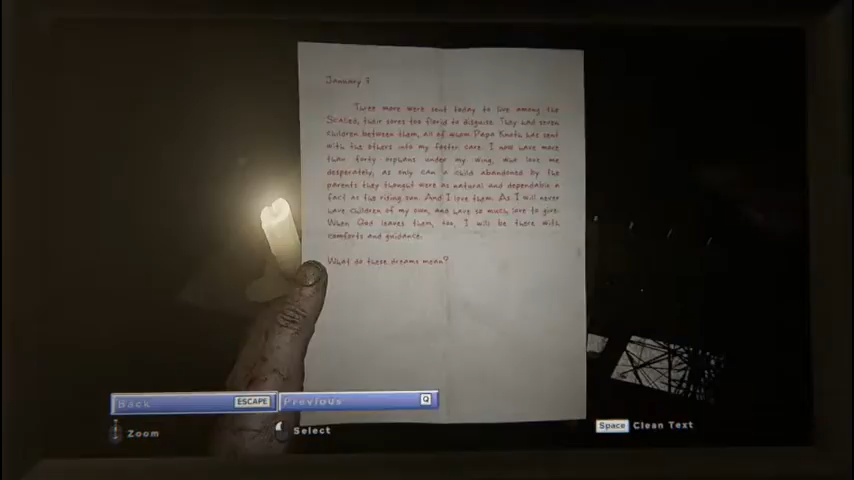 January 3
Three more were sent today to live among the
Scalled, their sores too florid to disguise. They had seven
children between them, all of whom Papa Knoth has sent
with the others into my foster care. I now have more
than forty orphans under my wing, who love me
desperately, as only can a child abandoned by the
parents they thought were as natural and dependable a
fact as the rising sun. And I love them. As I will never
have children of my own, and have so much love to give.
When God leaves them, too, I will be there with
comforts and guidance.
What do these dreams mean?
Back ESCAPE Previous Q
Zoom Select Space Clean Text